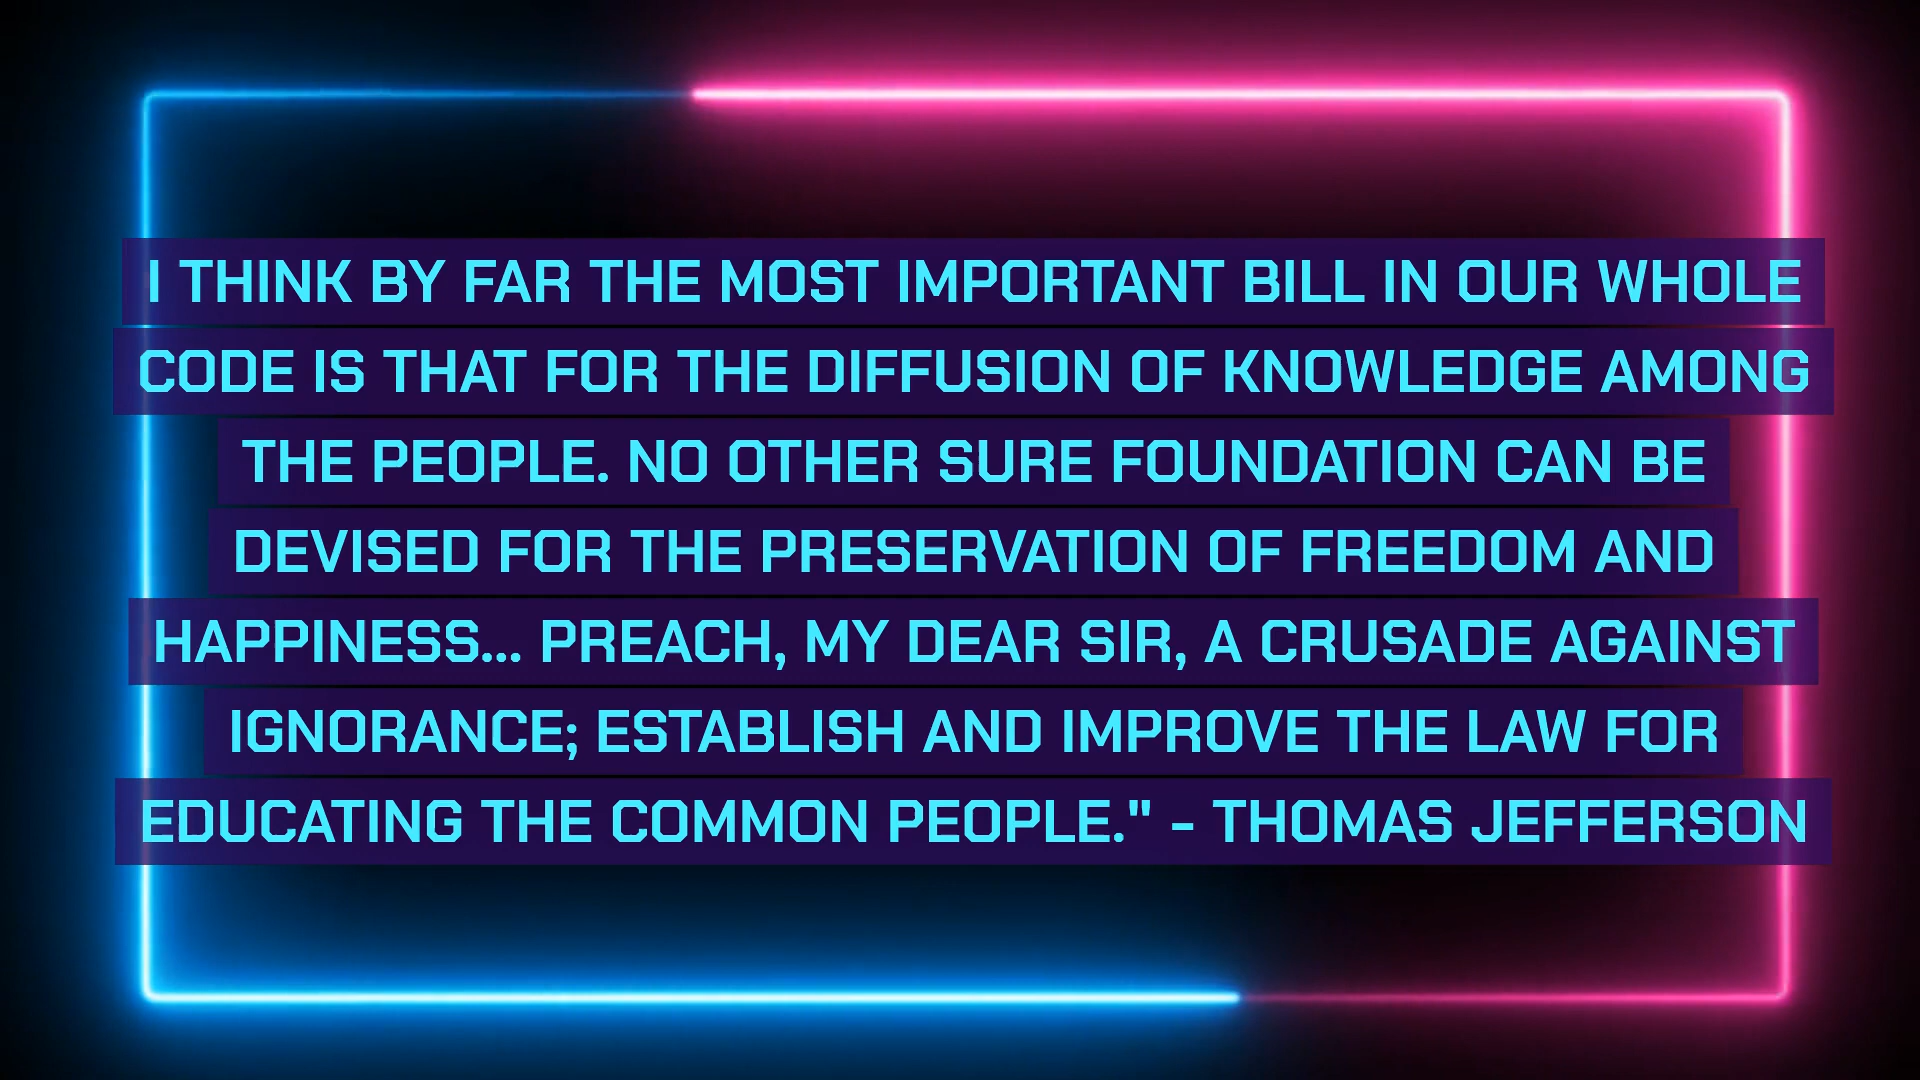 I THINK BY FAR THE MOST IMPORTANT BILL IN OUR WHOLE
CODE IS THAT FOR THE DIFFUSION OF KNOWLEDGE AMONG
THE PEOPLE. NO OTHER SURE FOUNDATION CAN BE
DEVISED FOR THE PRESERVATION OF FREEDOM AND
HAPPINESS... PREACH, MY DEAR SIR, A CRUSADE AGAINST
IGNORANCE; ESTABLISH AND IMPROVE THE LAW FOR
EDUCATING THE COMMON PEOPLE." - THOMAS JEFFERSON